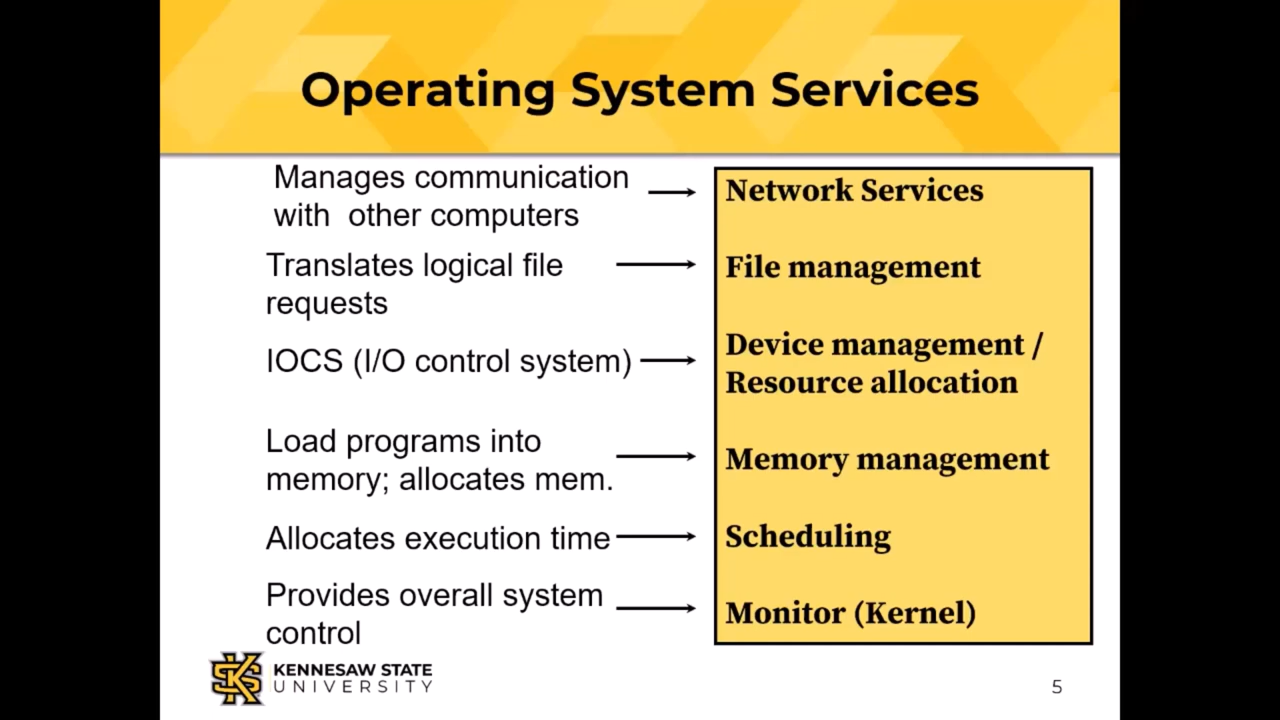 Operating System Services
Manages communication
with other computers
Network Services
Translates logical file
requests
File management
IOCS (I/O control system)
Device management /
Resource allocation
Load programs into
memory; allocates mem.
Memory management
Allocates execution time
Scheduling
Provides overall system
control
Monitor (Kernel)
KENNESAW STATE
UNIVERSITY
5